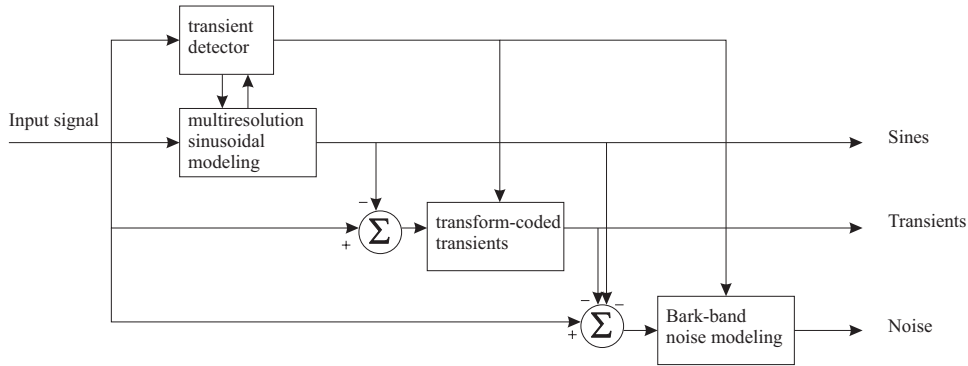 transient
detector
Input signal
multiresolution
sinusoidal
modeling
Sines
−
+
Σ
transform-coded
transients
Transients
−
−
+
Σ
Bark-band
noise modeling
Noise